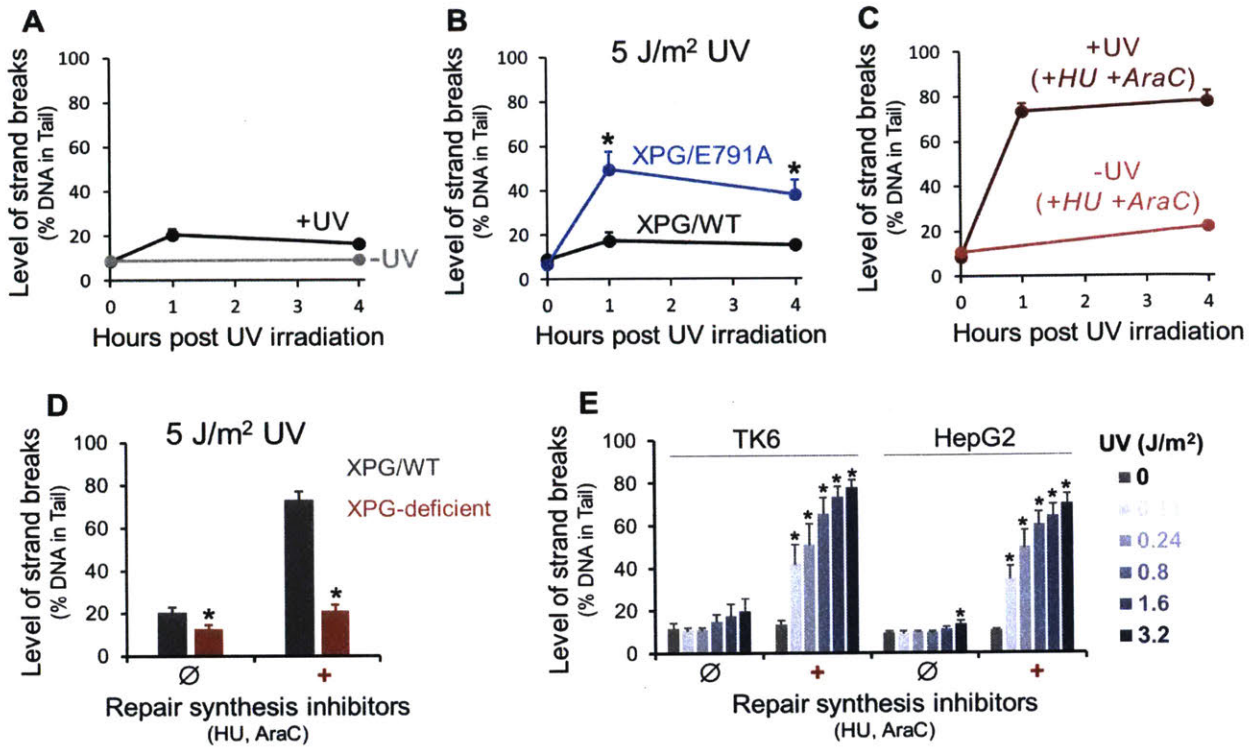 A
Level of strand breaks
(% DNA in Tail)
100
80
60
40
20
0
+UV
-UV
0 1 2 3 4
Hours post UV irradiation
B
5 J/m² UV
Level of strand breaks
(% DNA in Tail)
100
80
60
40
20
0
*
*
XPG/E791A
XPG/WT
0 1 2 3 4
Hours post UV irradiation
C
Level of strand breaks
(% DNA in Tail)
100
80
60
40
20
0
+UV
(+HU +AraC)
-UV
(+HU +AraC)
0 1 2 3 4
Hours post UV irradiation
D
5 J/m² UV
Level of strand breaks
(% DNA in Tail)
100
80
60
40
20
0
XPG/WT
XPG-deficient
* *
∅ +
Repair synthesis inhibitors
(HU, AraC)
E
TK6 HepG2
Level of strand breaks
(% DNA in Tail)
100
80
60
40
20
0
* * * * * * * * * * *
∅ + ∅ +
Repair synthesis inhibitors
(HU, AraC)
UV (J/m²)
0
0.24
0.8
1.6
3.2